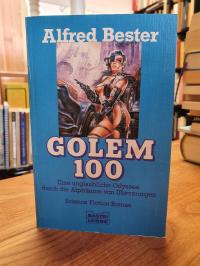 Alfred Bester
GOLEM
100
Eine unglaubliche Odyssee
durch die Alpträume von Übermorgen
Science Fiction Roman
BASTEI
LÜBBE